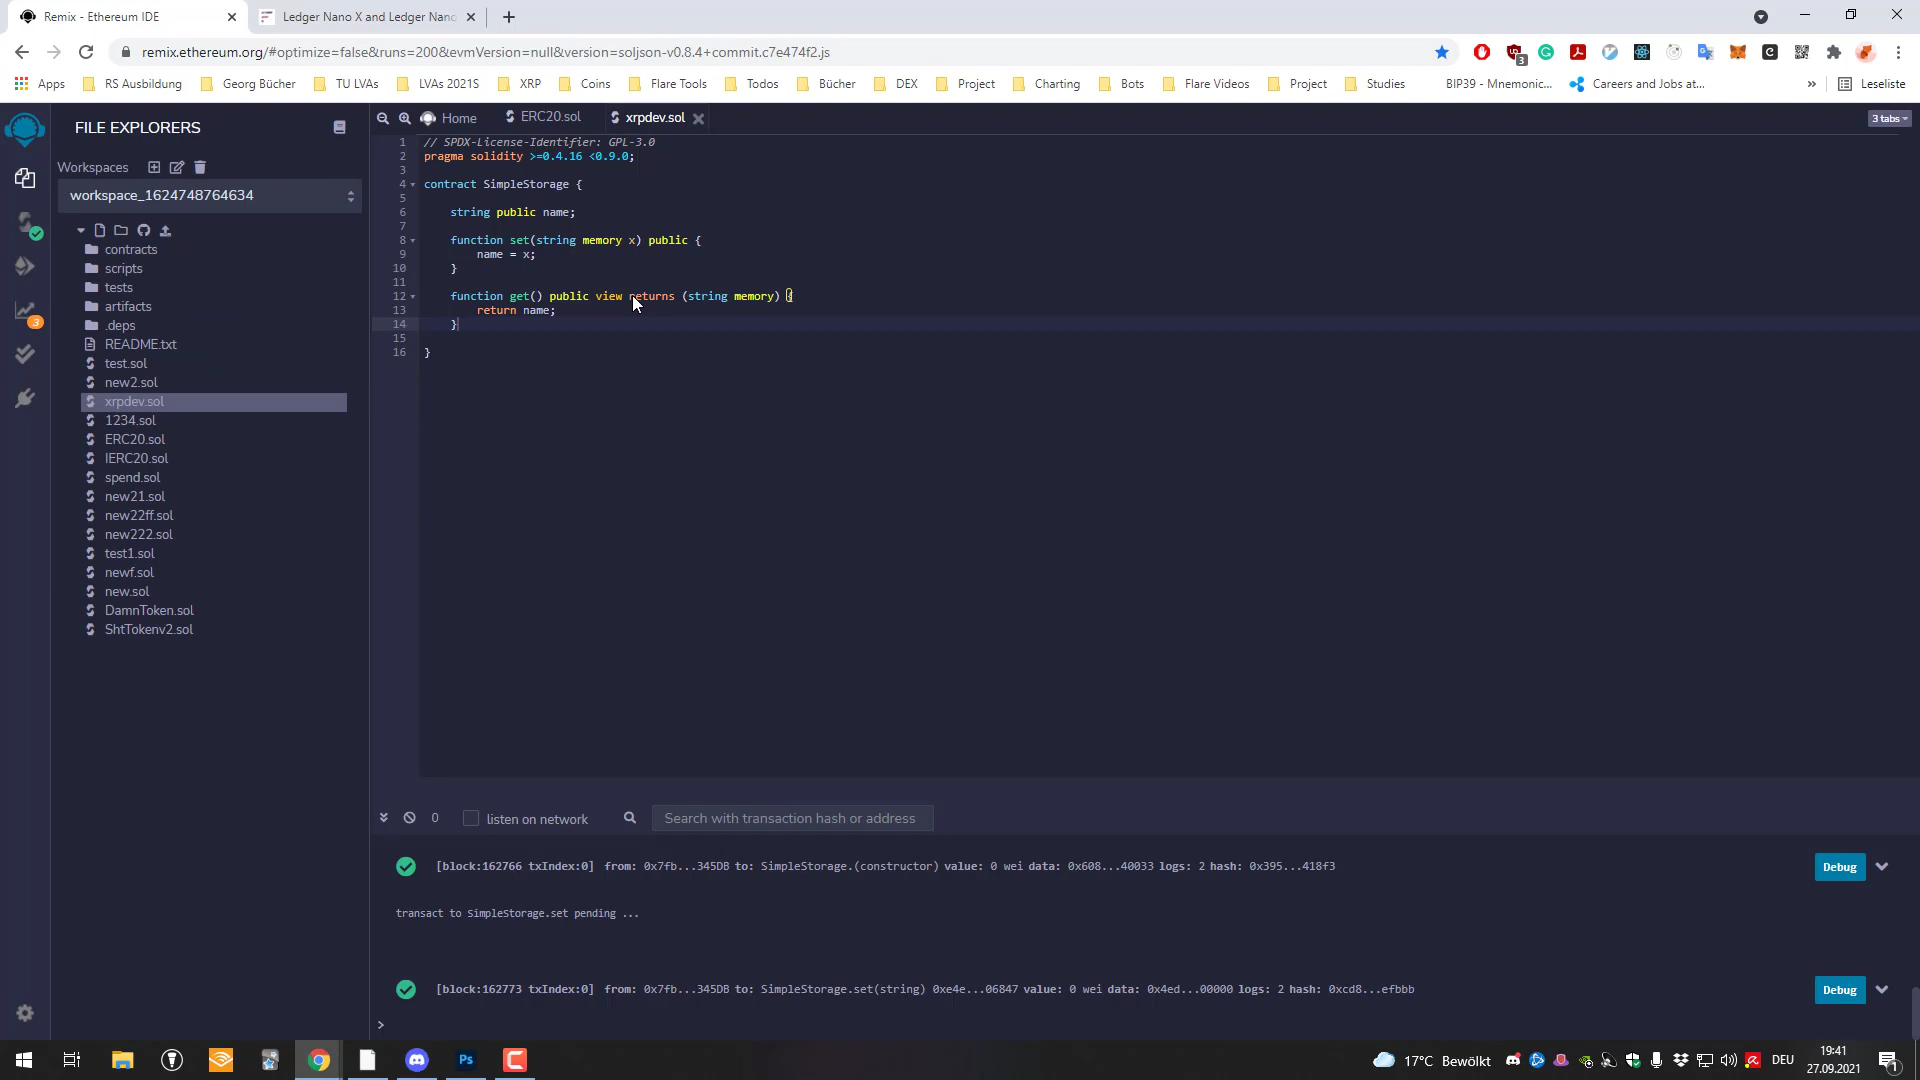 Remix - Ethereum IDE
Ledger Nano X and Ledger Nano
remix.ethereum.org/#optimize=false&runs=200&evmVersion=null&version=soljson-v0.8.4+commit.c7e474f2.js
3
Apps RS Ausbildung Georg Bücher TU LVAs LVAs 2021S XRP Coins Flare Tools Todos Bücher DEX Project Charting Bots Flare Videos Project Studies BIP39 - Mnemonic... Careers and Jobs at... » Leseliste
FILE EXPLORERS
Home
ERC20.sol
xrpdev.sol
3 tabs
Workspaces
workspace_1624748764634
contracts
scripts
tests
artifacts
.deps
README.txt
test.sol
new2.sol
xrpdev.sol
1234.sol
ERC20.sol
IERC20.sol
spend.sol
new21.sol
new22ff.sol
new222.sol
test1.sol
newf.sol
new.sol
DamnToken.sol
ShtTokenv2.sol
3
1 // SPDX-License-Identifier: GPL-3.0
2 pragma solidity >=0.4.16 <0.9.0;
3
4 contract SimpleStorage {
5
6 string public name;
7
8 function set(string memory x) public {
9 name = x;
10 }
11
12 function get() public view returns (string memory) {
13 return name;
14 }
15
16 }
0 listen on network Search with transaction hash or address
[block:162766 txIndex:0] from: 0x7fb...345DB to: SimpleStorage.(constructor) value: 0 wei data: 0x608...40033 logs: 2 hash: 0x395...418f3 Debug
transact to SimpleStorage.set pending ...
[block:162773 txIndex:0] from: 0x7fb...345DB to: SimpleStorage.set(string) 0xe4e...06847 value: 0 wei data: 0x4ed...00000 logs: 2 hash: 0xcd8...efbbb Debug
>
Ps
17°C Bewölkt
DEU
19:41
27.09.2021
1